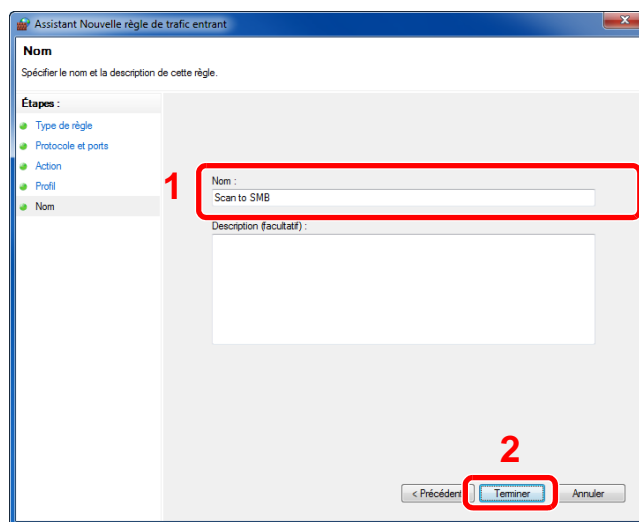 Assistant Nouvelle règle de trafic entrant
Nom
Spécifier le nom et la description de cette règle.
Étapes :
Type de règle
Protocole et ports
Action
Profil
Nom
1
Nom :
Scan to SMB
Description (facultatif) :
2
< Précédent
Terminer
Annuler